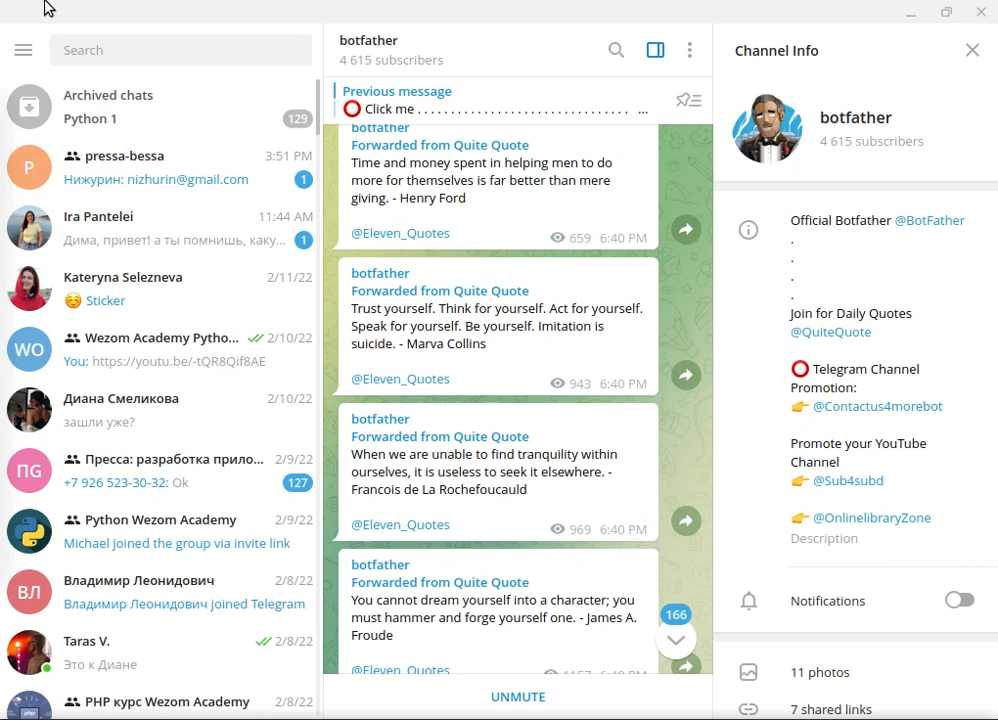 Search
Archived chats
Python 1
129
P
pressa-bessa
3:51 PM
Нижурин: nizhurin@gmail.com
1
Ira Pantelei
11:44 AM
Дима, привет! а ты помнишь, каку...
1
Kateryna Selezneva
2/11/22
Sticker
WO
Wezom Academy Pytho...
2/10/22
You: https://youtu.be/-tQR8Qif8AE
Диана Смеликова
2/10/22
зашли уже?
PG
Пресса: разработка прило...
2/9/22
+7 926 523-30-32: Ok
127
Python Wezom Academy
2/9/22
Michael joined the group via invite link
ВЛ
Владимир Леонидович
2/8/22
Владимир Леонидович joined Telegram
Taras V.
2/8/22
Это к Диане
php
PHP курс Wezom Academy
2/8/22
botfather
4 615 subscribers
Previous message
Click me . . . . . . . . . . . . . . . . . . . . . . . . . . . . . . ...
botfather
Forwarded from Quite Quote
Time and money spent in helping men to do
more for themselves is far better than mere
giving. - Henry Ford
@Eleven_Quotes
659 6:40 PM
botfather
Forwarded from Quite Quote
Trust yourself. Think for yourself. Act for yourself.
Speak for yourself. Be yourself. Imitation is
suicide. - Marva Collins
@Eleven_Quotes
943 6:40 PM
botfather
Forwarded from Quite Quote
When we are unable to find tranquility within
ourselves, it is useless to seek it elsewhere. -
Francois de La Rochefoucauld
@Eleven_Quotes
969 6:40 PM
botfather
Forwarded from Quite Quote
You cannot dream yourself into a character; you
must hammer and forge yourself one. - James A.
Froude
@Eleven_Quotes
1157 6:40 PM
166
UNMUTE
Channel Info
botfather
4 615 subscribers
Official Botfather @BotFather
.
.
.
.
Join for Daily Quotes
@QuiteQuote
Telegram Channel
Promotion:
👉 @Contactus4morebot
Promote your YouTube
Channel
👉 @Sub4subd
👉 @OnlinelibraryZone
Description
Notifications
11 photos
7 shared links